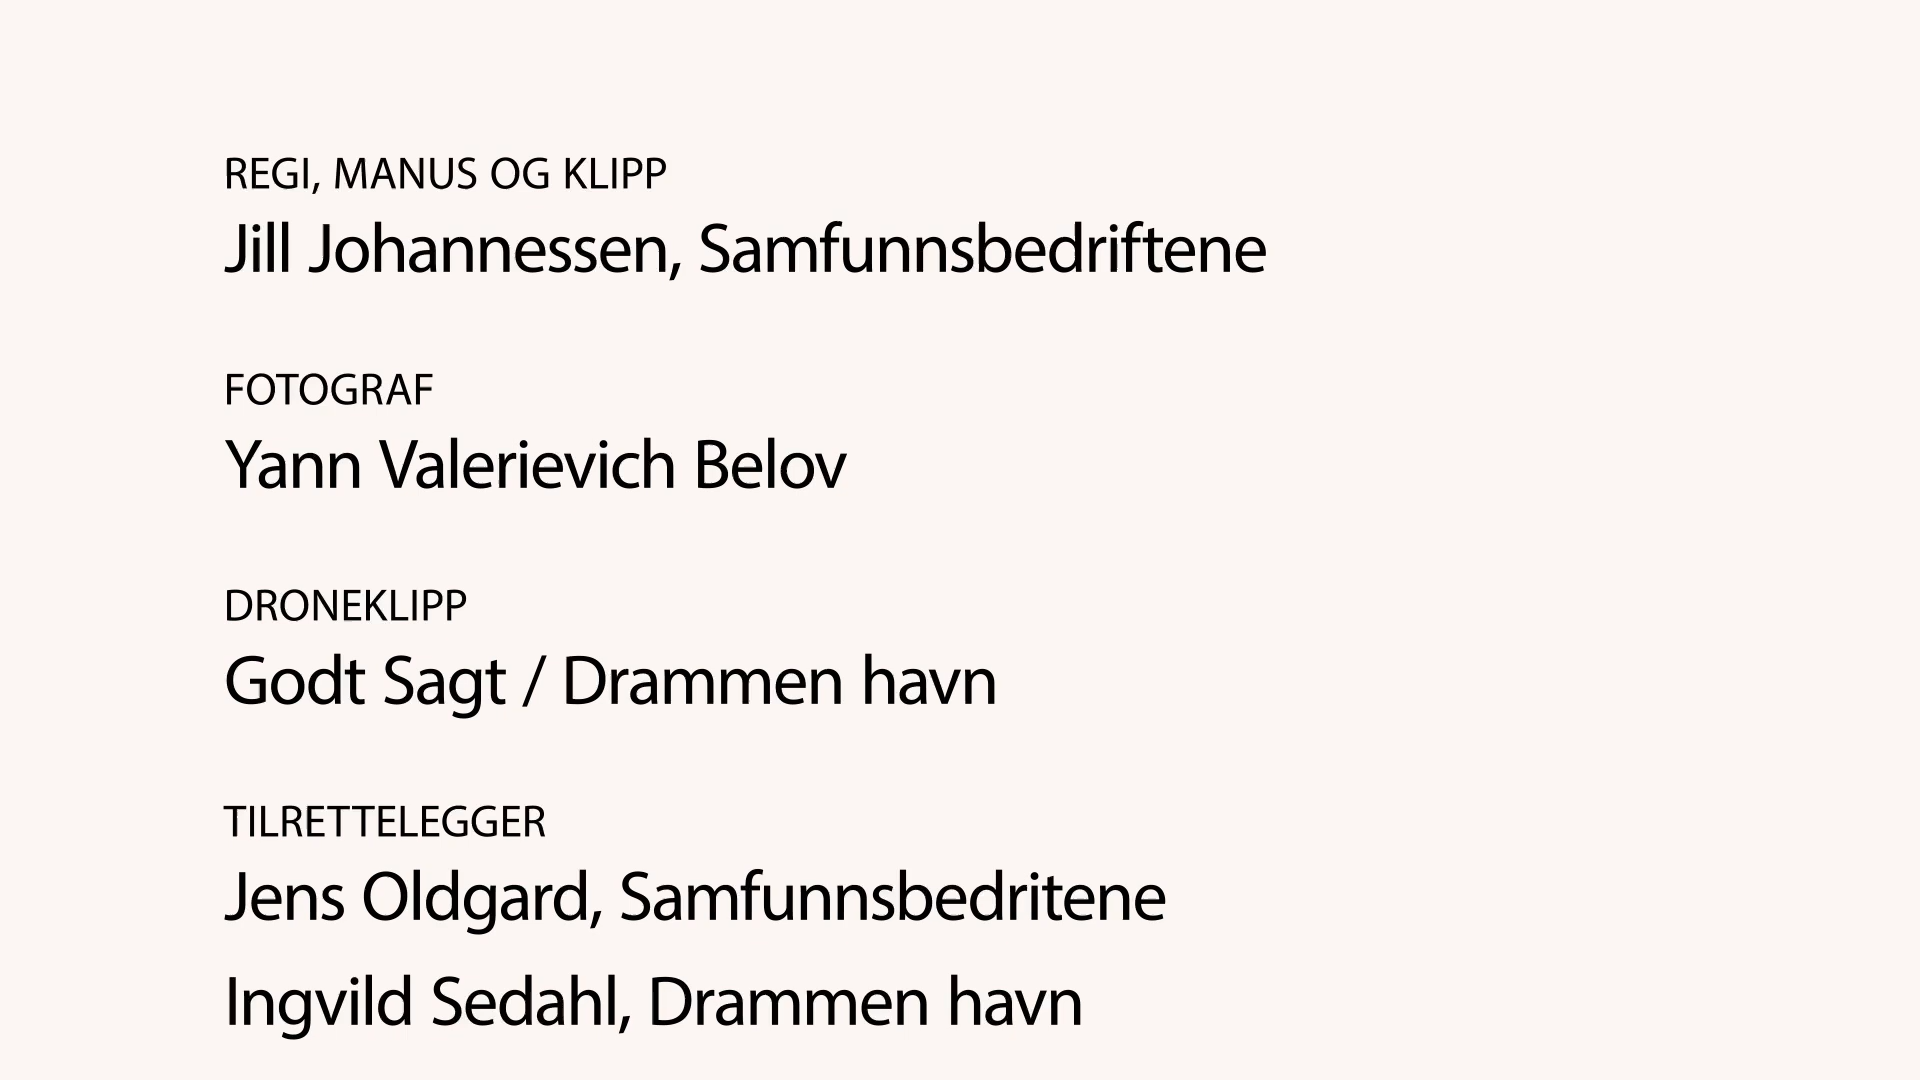 REGI, MANUS OG KLIPP
Jill Johannessen, Samfunnsbedriftene
FOTOGRAF
Yann Valerievich Belov
DRONEKLIPP
Godt Sagt / Drammen havn
TILRETTELEGGER
Jens Oldgard, Samfunnsbedritene
Ingvild Sedahl, Drammen havn